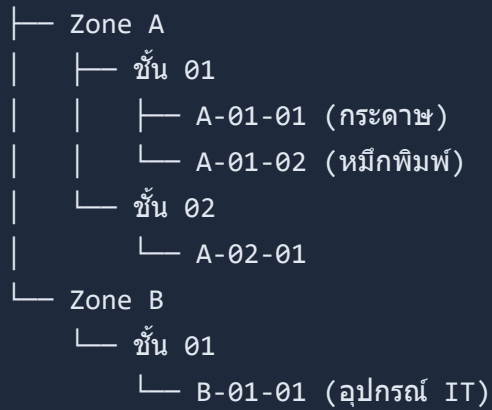 ├── Zone A
│   ├── ชั้น 01
│   │   ├── A-01-01 (กระดาษ)
│   │   └── A-01-02 (หมึกพิมพ์)
│   └── ชั้น 02
│       └── A-02-01
└── Zone B
    └── ชั้น 01
        └── B-01-01 (อุปกรณ์ IT)